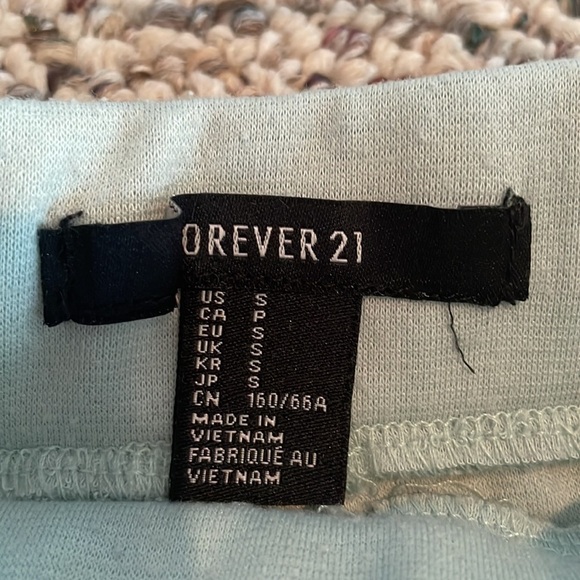 OREVER 21
US S
CA P
EU S
UK S
KR S
JP S
CN 160/66A
MADE IN
VIETNAM
FABRIQUÉ AU
VIETNAM